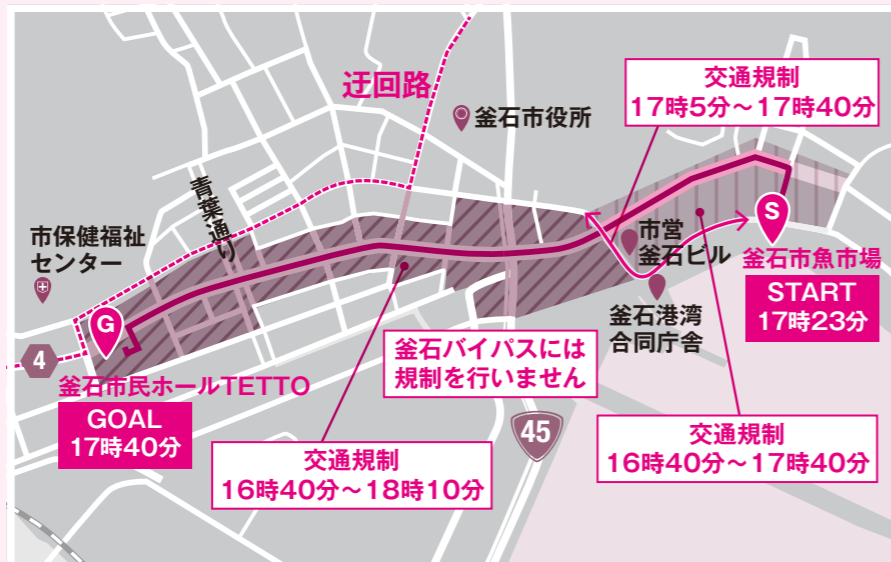 迂回路
釜石市役所
交通規制
17時5分〜17時40分
青葉通り
市保健福祉
センター
市営
釜石ビル
S
釜石市魚市場
START
17時23分
釜石港湾
合同庁舎
G
4
釜石市民ホールTETTO
GOAL
17時40分
釜石バイパスには
規制を行いません
45
交通規制
16時40分〜18時10分
交通規制
16時40分〜17時40分